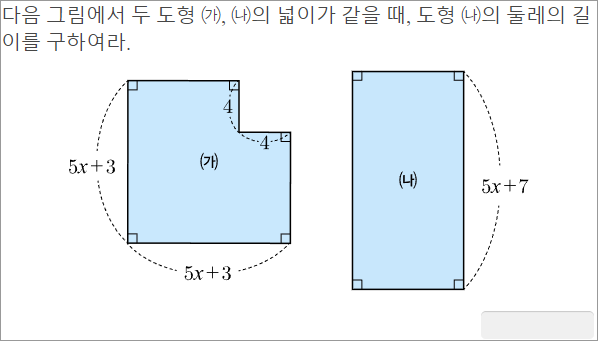 다음 그림에서 두 도형 ㈎, ㈏의 넓이가 같을 때, 도형 ㈏의 둘레의 길
이를 구하여라.
4
4
5x+3
㈎
㈏
5x+7
5x+3